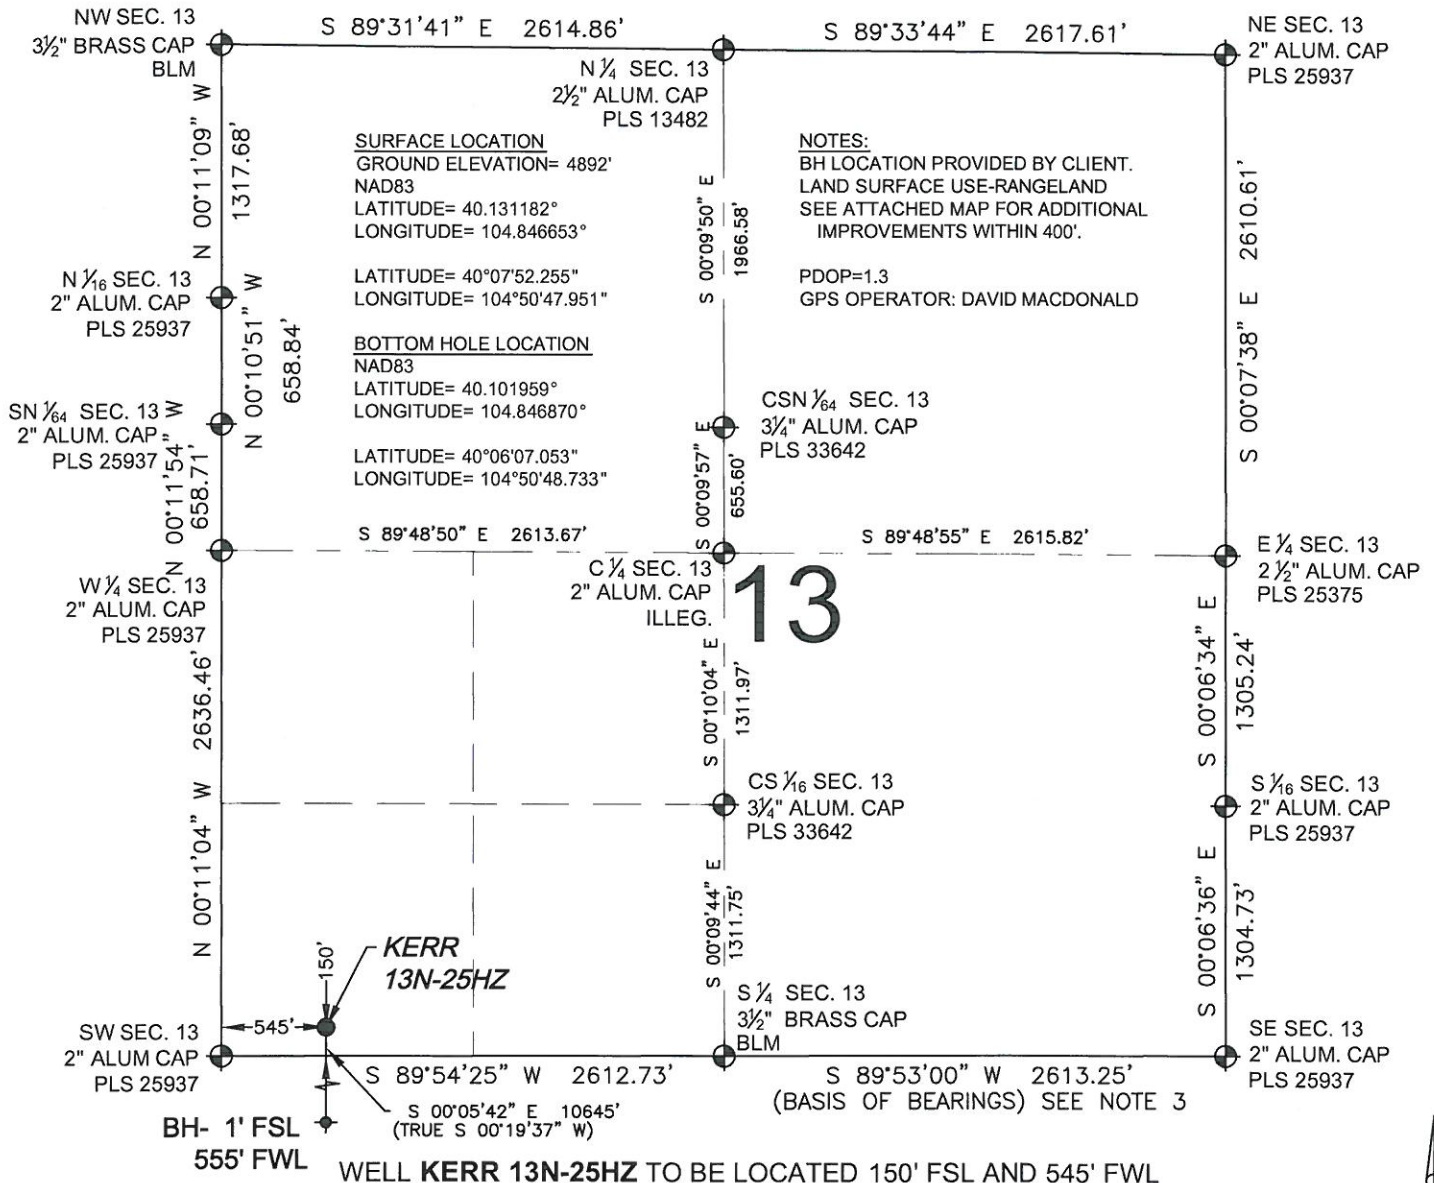 NW SEC. 13
3½" BRASS CAP
BLM
S 89°31'41" E 2614.86'
S 89°33'44" E 2617.61'
NE SEC. 13
2" ALUM. CAP
PLS 25937
N ¼ SEC. 13
2½" ALUM. CAP
PLS 13482
N 00°11'09" W
1317.68'
SURFACE LOCATION
GROUND ELEVATION= 4892'
NAD83
LATITUDE= 40.131182°
LONGITUDE= 104.846653°
LATITUDE= 40°07'52.255"
LONGITUDE= 104°50'47.951"
BOTTOM HOLE LOCATION
NAD83
LATITUDE= 40.101959°
LONGITUDE= 104.846870°
LATITUDE= 40°06'07.053"
LONGITUDE= 104°50'48.733"
S 00°09'50" E
1966.58'
NOTES:
BH LOCATION PROVIDED BY CLIENT.
LAND SURFACE USE-RANGELAND
SEE ATTACHED MAP FOR ADDITIONAL
IMPROVEMENTS WITHIN 400'.
PDOP=1.3
GPS OPERATOR: DAVID MACDONALD
S 00°07'38" E 2610.61'
N 1⁄16 SEC. 13
2" ALUM. CAP
PLS 25937
N 00°10'51" W
658.84'
SN 1⁄64 SEC. 13
2" ALUM. CAP
PLS 25937
N 00°11'54" W
658.71'
CSN 1⁄64 SEC. 13
3¼" ALUM. CAP
PLS 33642
S 00°09'57" E
655.60'
S 89°48'50" E 2613.67'
S 89°48'55" E 2615.82'
W ¼ SEC. 13
2" ALUM. CAP
PLS 25937
C ¼ SEC. 13
2" ALUM. CAP
ILLEG.
13
E ¼ SEC. 13
2 ½" ALUM. CAP
PLS 25375
N 00°11'04" W 2636.46'
S 00°10'04" E
1311.97'
S 00°06'34" E
1305.24'
CS 1⁄16 SEC. 13
3¼" ALUM. CAP
PLS 33642
S 1⁄16 SEC. 13
2" ALUM. CAP
PLS 25937
S 00°09'44" E
1311.75'
S 00°06'36" E
1304.73'
150'
KERR
13N-25HZ
545'
SW SEC. 13
2" ALUM CAP
PLS 25937
S ¼ SEC. 13
3½" BRASS CAP
BLM
SE SEC. 13
2" ALUM. CAP
PLS 25937
S 89°54'25" W 2612.73'
S 89°53'00" W 2613.25'
(BASIS OF BEARINGS) SEE NOTE 3
S 00°05'42" E 10645'
(TRUE S 00°19'37" W)
BH- 1' FSL
555' FWL
WELL KERR 13N-25HZ TO BE LOCATED 150' FSL AND 545' FWL